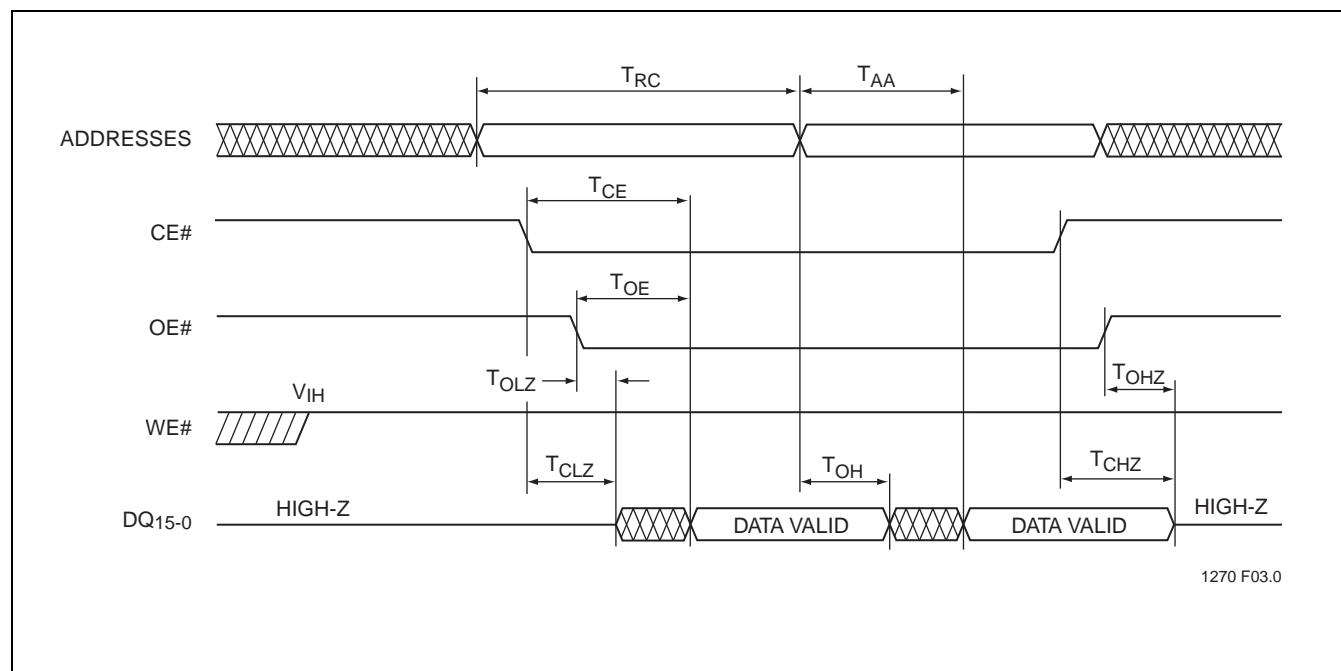 TRC
TAA
ADDRESSES
TCE
CE#
TOE
OE#
TOLZ
TOHZ
VIH
WE#
TCLZ
TOH
TCHZ
DQ15-0
HIGH-Z
DATA VALID
DATA VALID
HIGH-Z
1270 F03.0